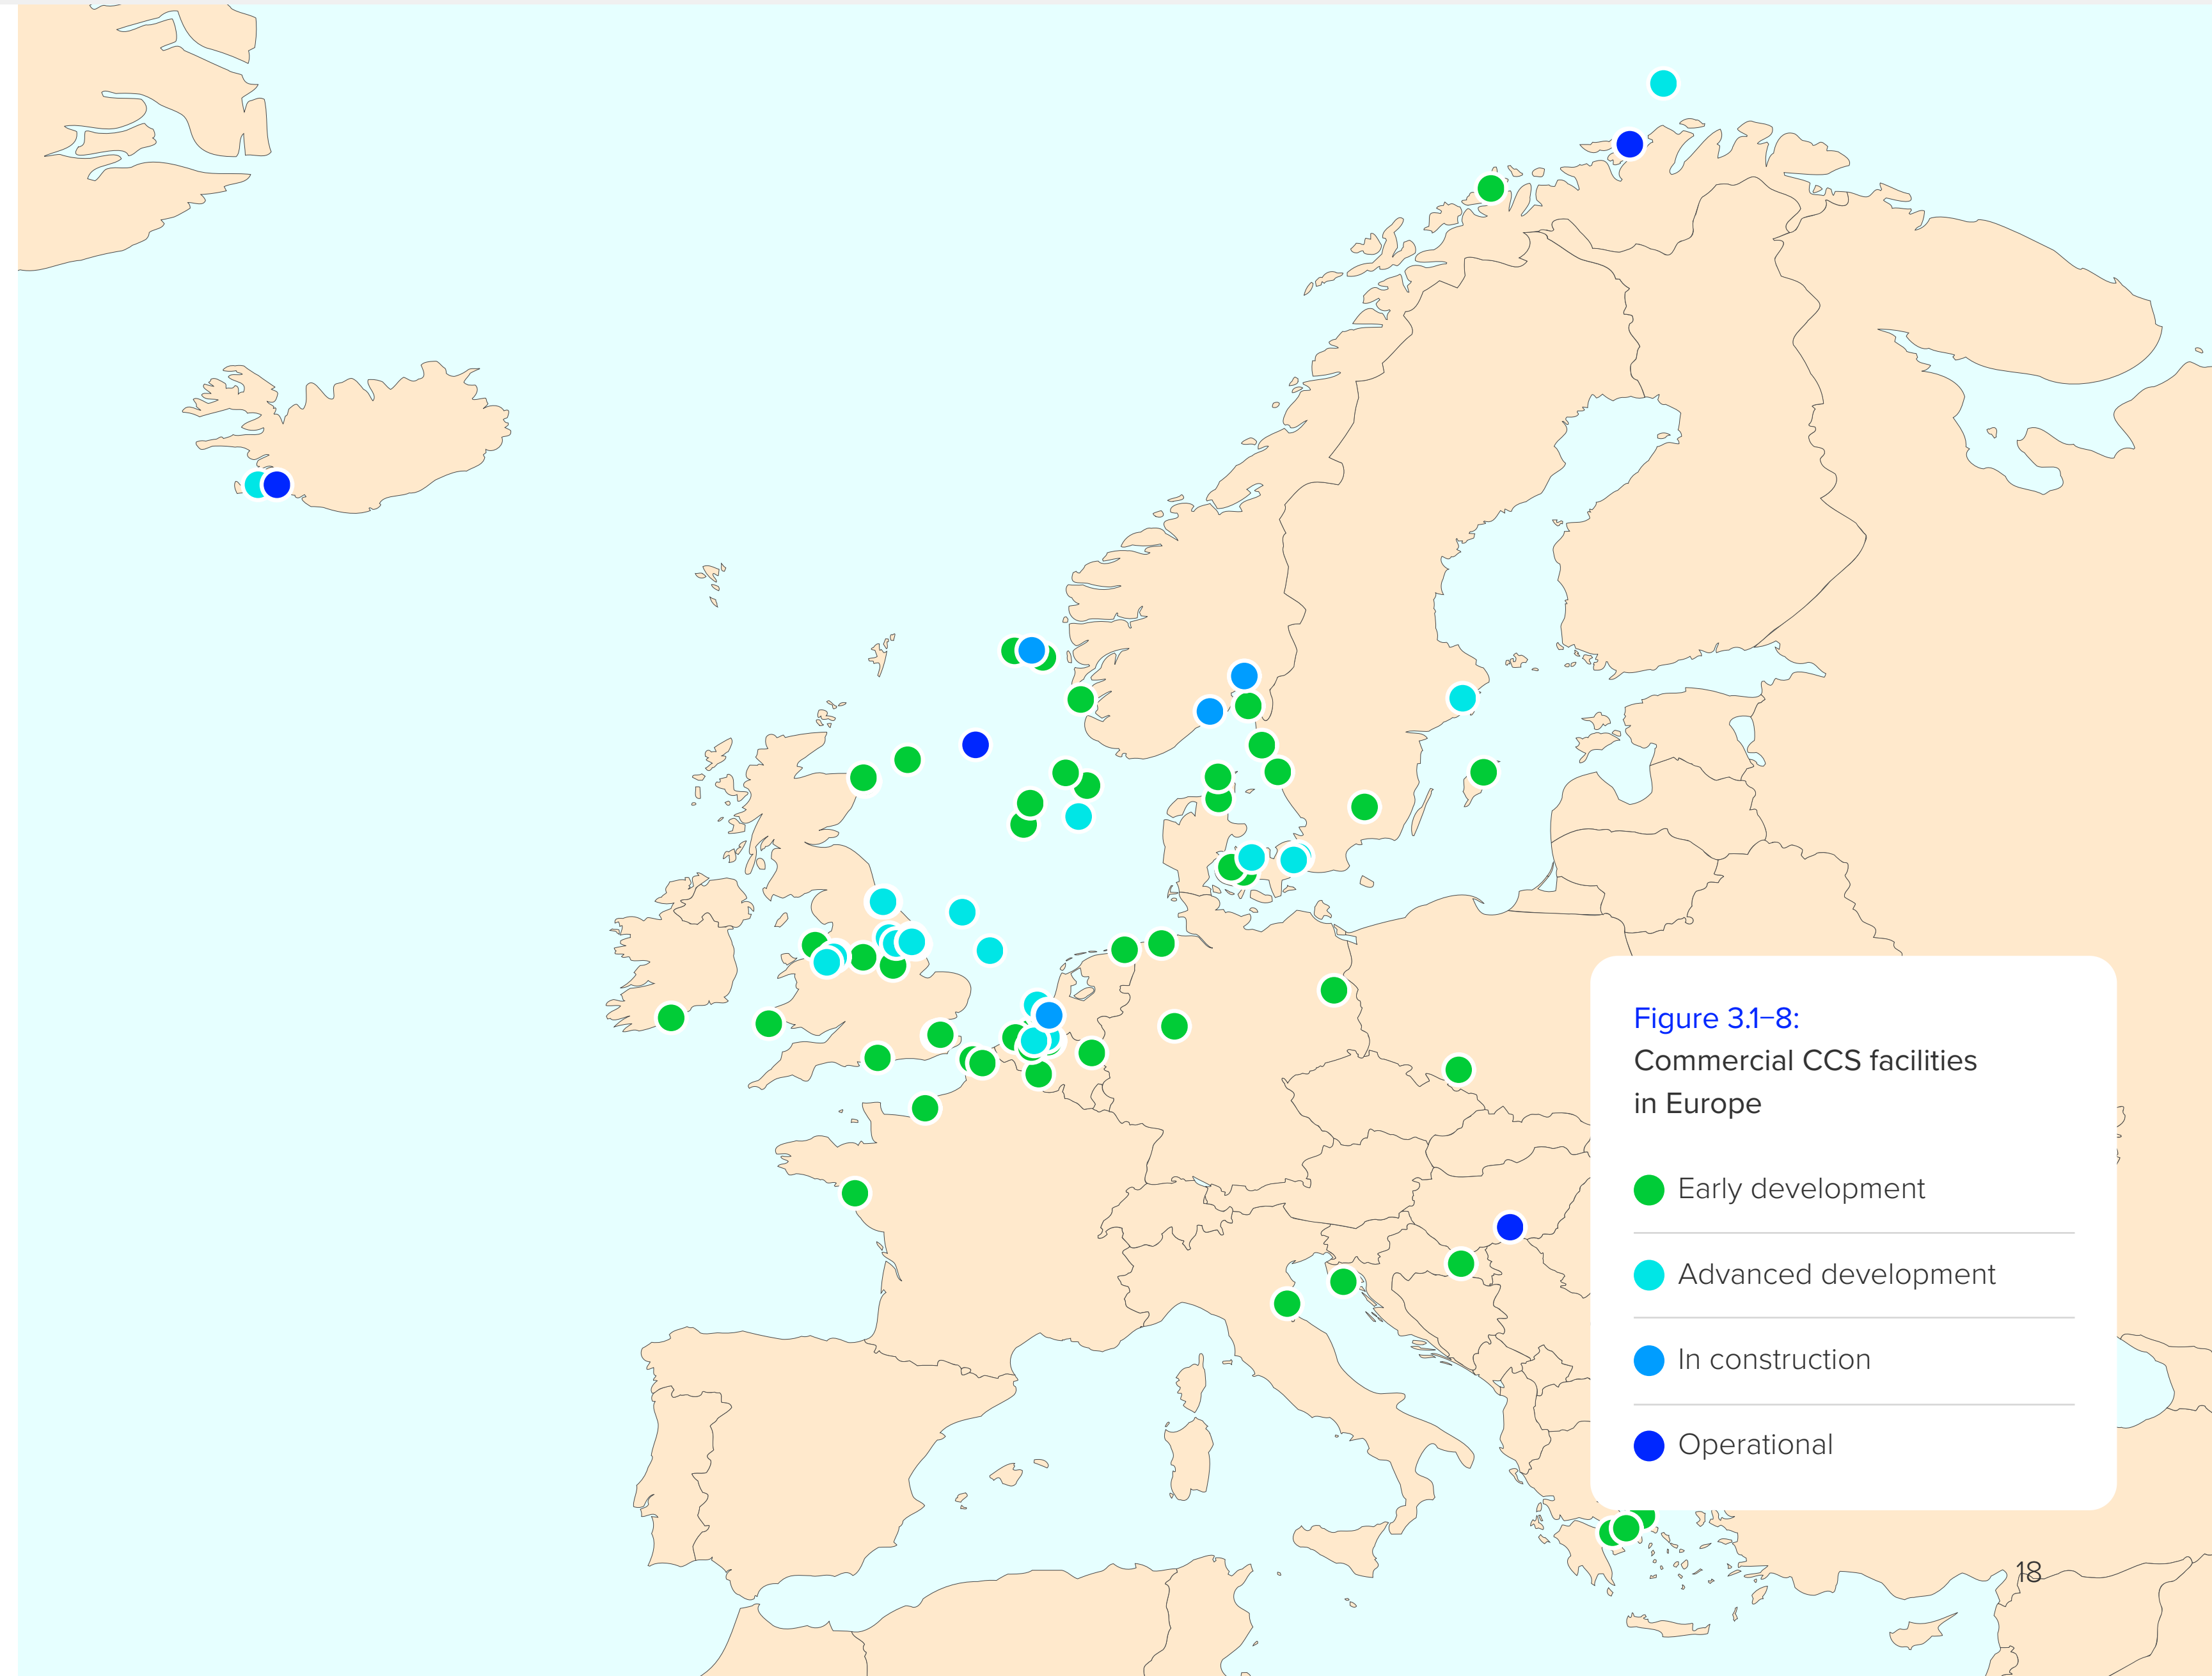 Figure 3.1–8:
Commercial CCS facilities
in Europe
Early development
Advanced development
In construction
Operational
18